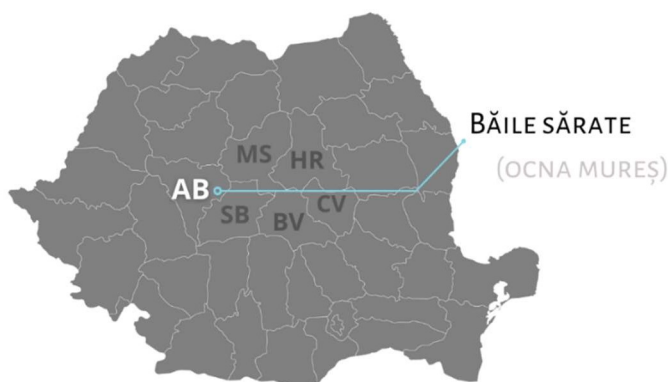 BĂILE SĂRATE
MS
HR
(OCNA MUREȘ)
AB
SB
BV
CV